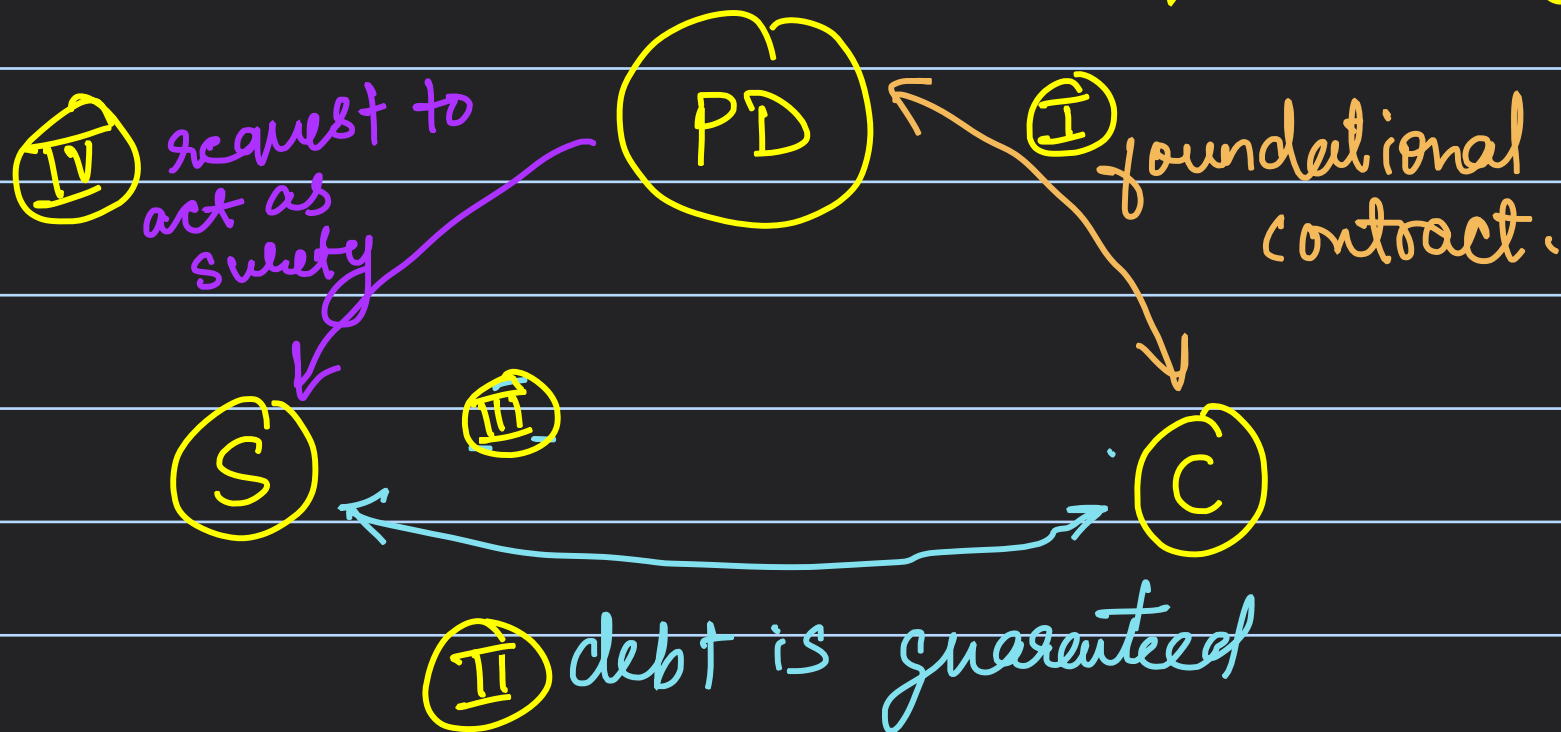 PD
I
foundational
contract.
IV
request to
act as
surety
S
III
C
II debt is guaranteed